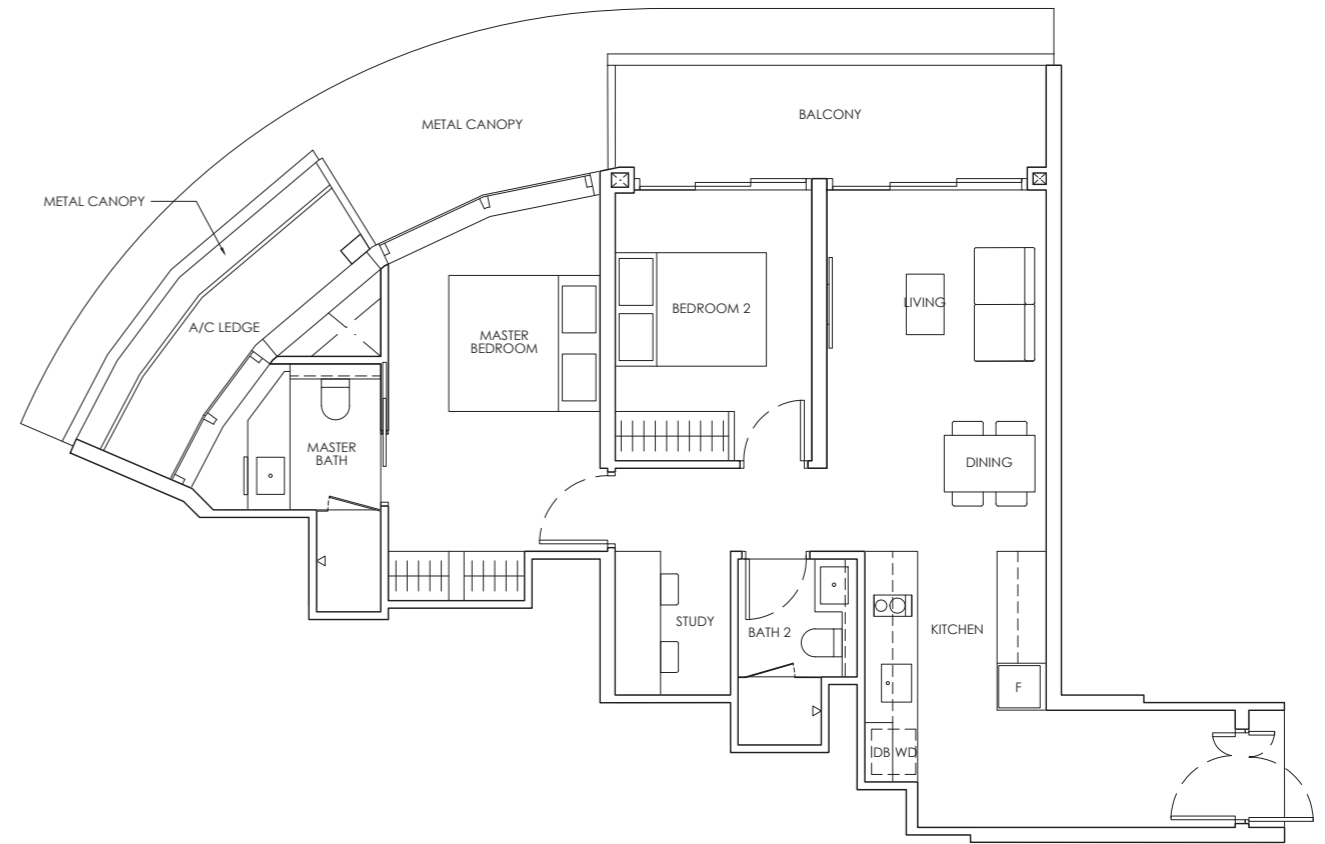 BALCONY
METAL CANOPY
METAL CANOPY
LIVING
BEDROOM 2
A/C LEDGE
MASTER
BEDROOM
MASTER
BATH
DINING
STUDY
BATH 2
KITCHEN
F
DB WD